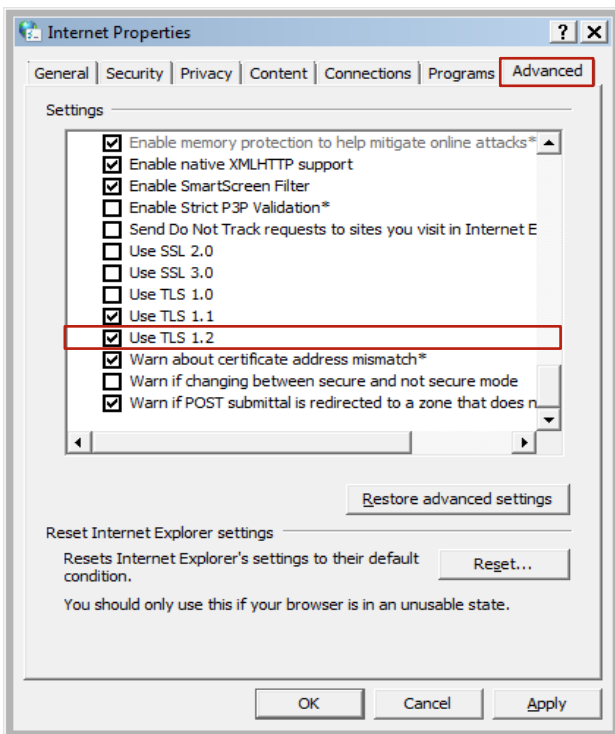 Internet Properties
General Security Privacy Content Connections Programs Advanced
Settings
Enable memory protection to help mitigate online attacks*
Enable native XMLHTTP support
Enable SmartScreen Filter
Enable Strict P3P Validation*
Send Do Not Track requests to sites you visit in Internet E
Use SSL 2.0
Use SSL 3.0
Use TLS 1.0
Use TLS 1.1
Use TLS 1.2
Warn about certificate address mismatch*
Warn if changing between secure and not secure mode
Warn if POST submittal is redirected to a zone that does n
Restore advanced settings
Reset Internet Explorer settings
Resets Internet Explorer's settings to their default
condition.
Reset...
You should only use this if your browser is in an unusable state.
OK Cancel Apply